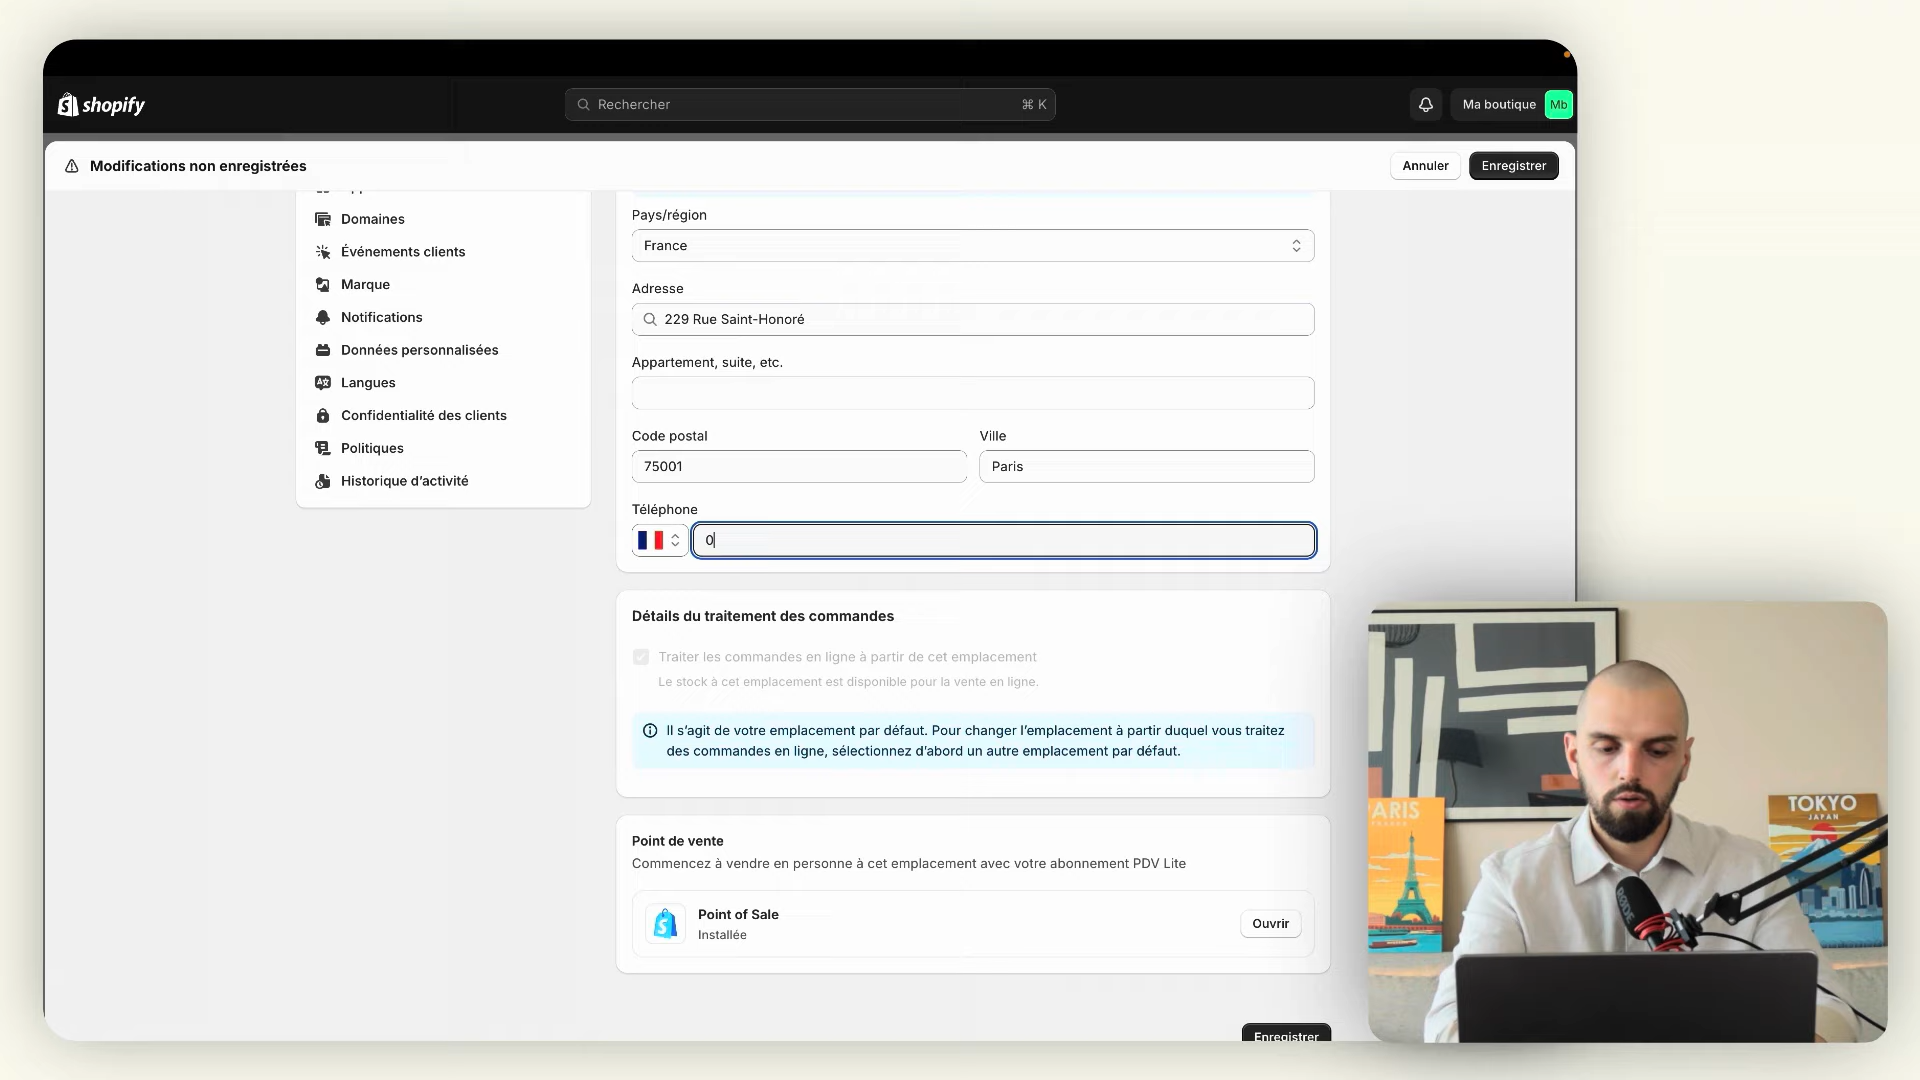 shopify
Rechercher
⌘ K
Ma boutique
Mb
Modifications non enregistrées
Annuler
Enregistrer
Domaines
Événements clients
Marque
Notifications
Données personnalisées
Langues
Confidentialité des clients
Politiques
Historique d’activité
Pays/région
France
Adresse
229 Rue Saint-Honoré
Appartement, suite, etc.
Code postal
Ville
75001
Paris
Téléphone
0
Détails du traitement des commandes
Traiter les commandes en ligne à partir de cet emplacement
Le stock à cet emplacement est disponible pour la vente en ligne.
Il s’agit de votre emplacement par défaut. Pour changer l’emplacement à partir duquel vous traitez
des commandes en ligne, sélectionnez d’abord un autre emplacement par défaut.
Point de vente
Commencez à vendre en personne à cet emplacement avec votre abonnement PDV Lite
Point of Sale
Installée
Ouvrir
Enregistrer
ARIS
FRANCE
TOKYO
JAPAN
RØDE